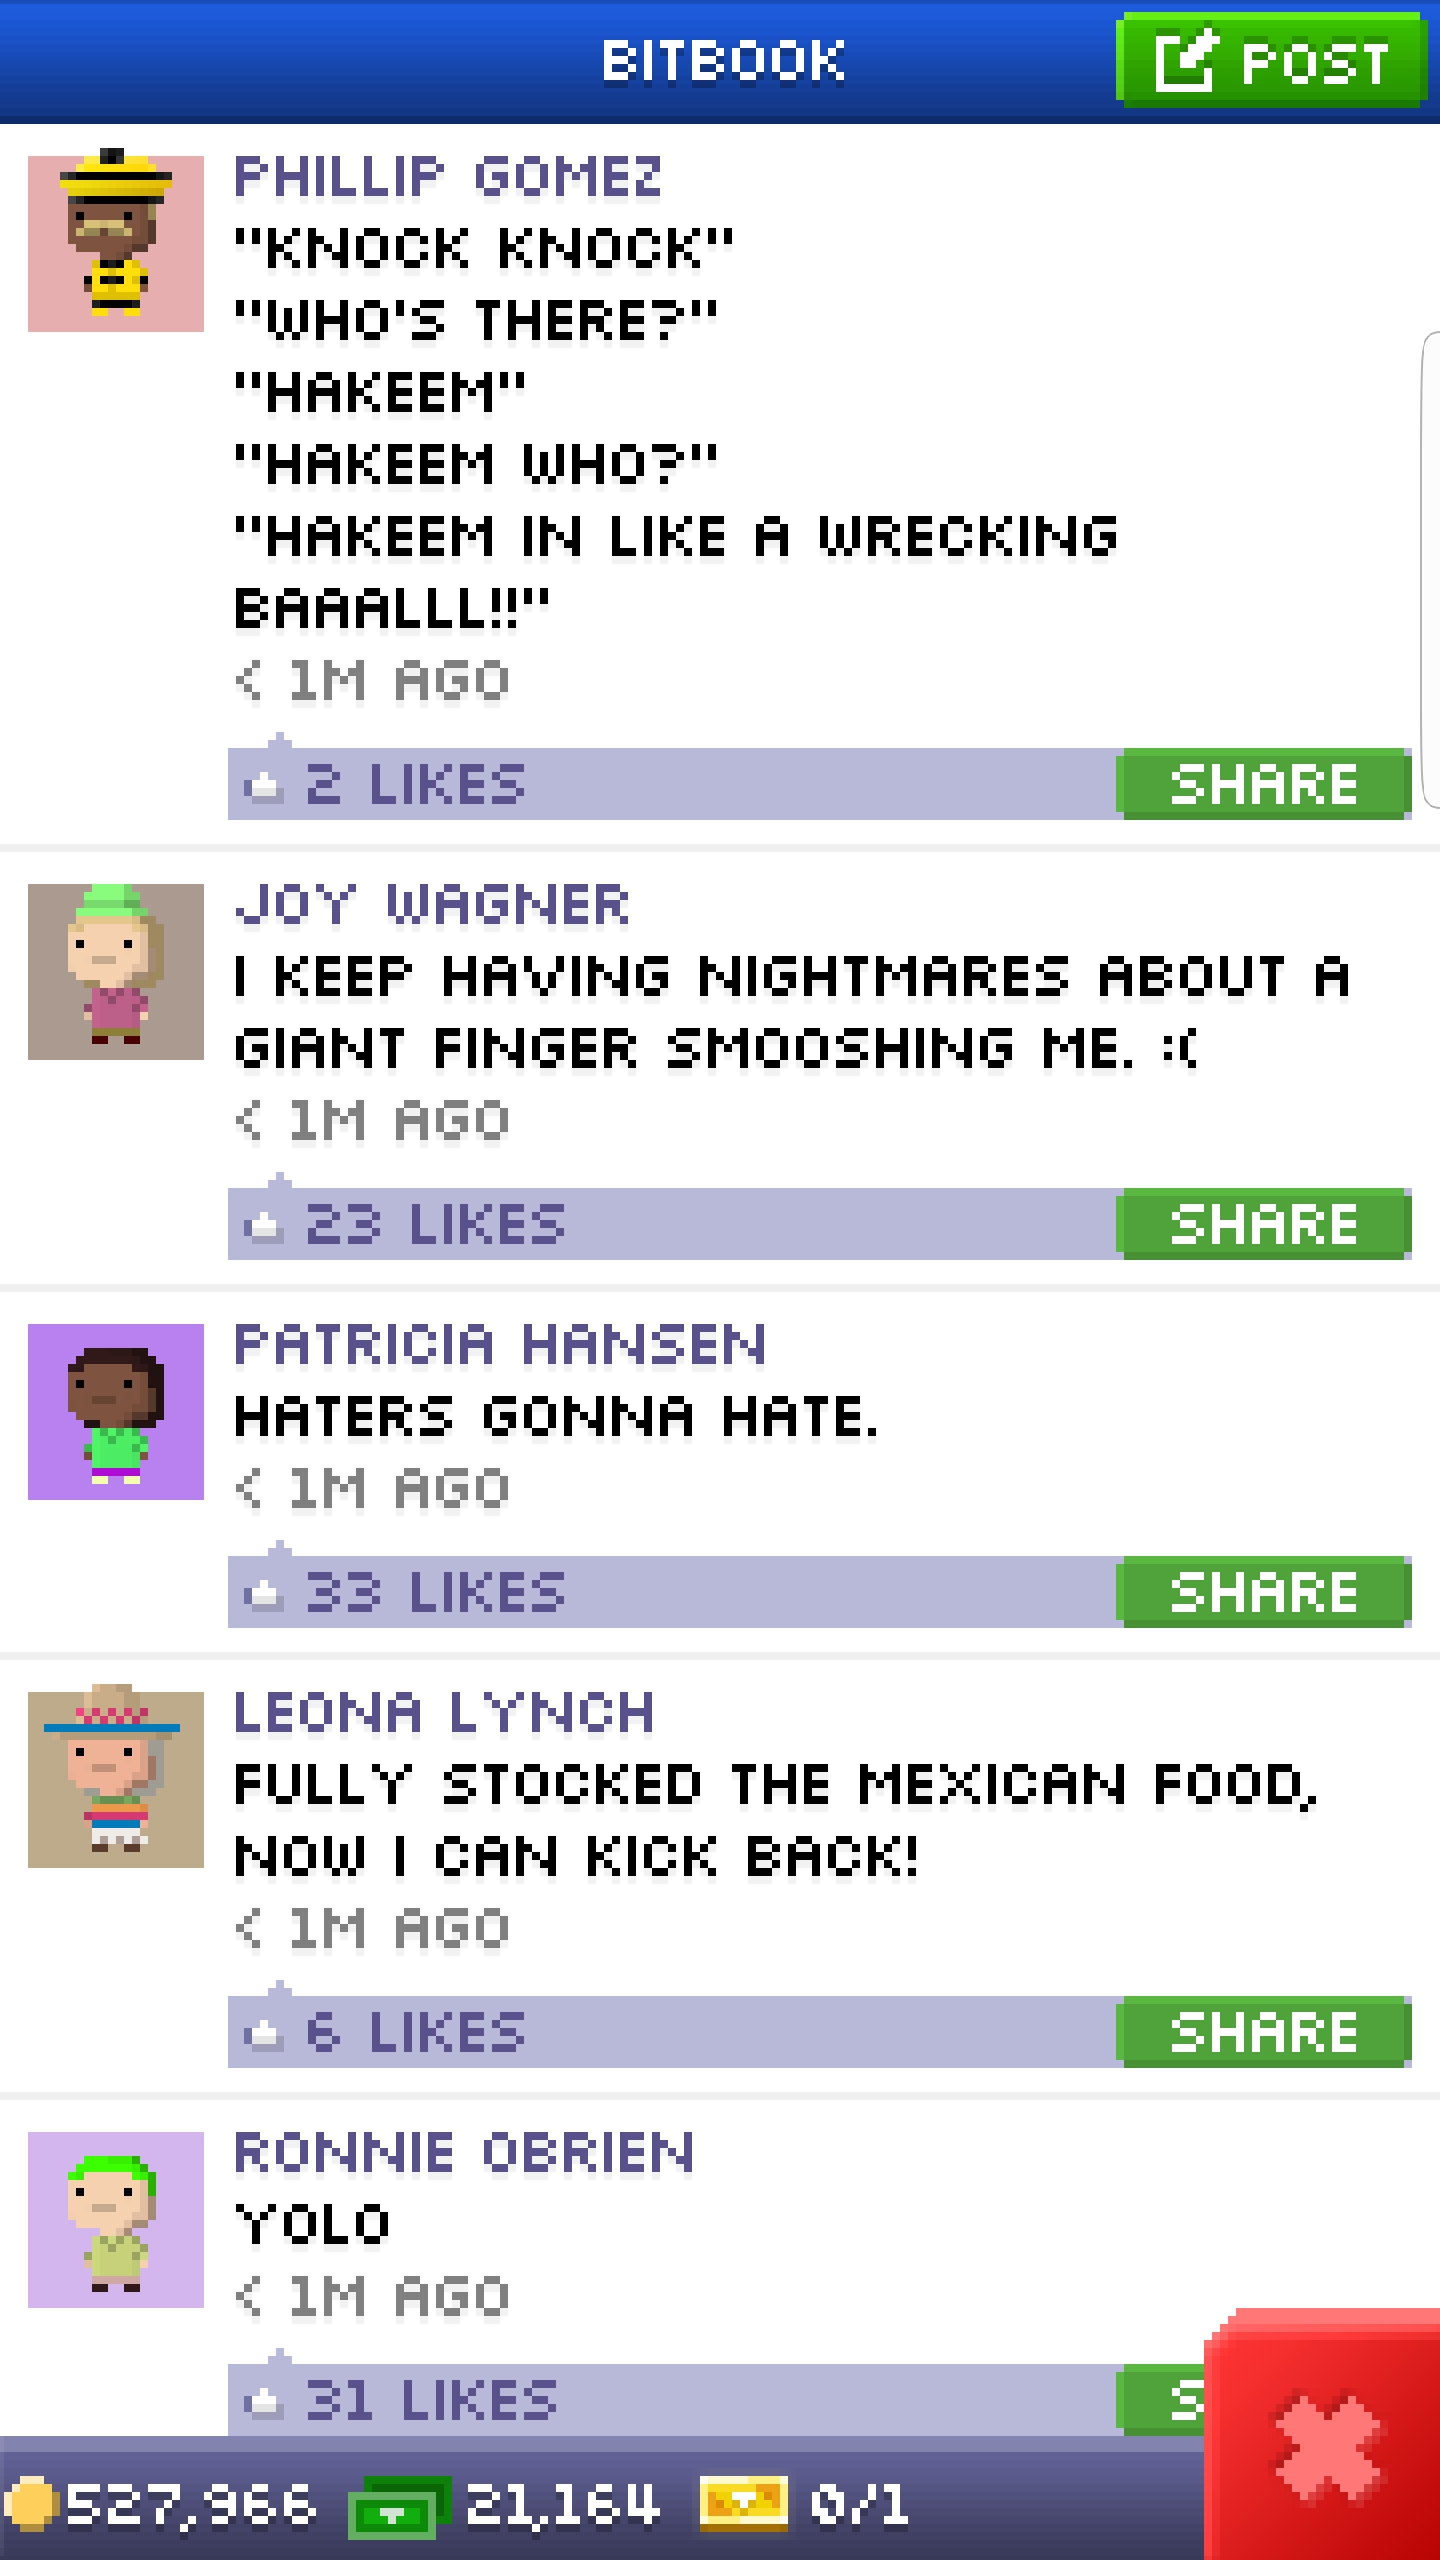 BITBOOK
POST
PHILLIP GOMEZ
"KNOCK KNOCK"
"WHO'S THERE?"
"HAKEEM"
"HAKEEM WHO?"
"HAKEEM IN LIKE A WRECKING
BAAALLL!!"
< 1M AGO
2 LIKES
SHARE
JOY WAGNER
I KEEP HAVING NIGHTMARES ABOUT A
GIANT FINGER SMOOSHING ME. :(
< 1M AGO
23 LIKES
SHARE
PATRICIA HANSEN
HATERS GONNA HATE.
< 1M AGO
33 LIKES
SHARE
LEONA LYNCH
FULLY STOCKED THE MEXICAN FOOD,
NOW I CAN KICK BACK!
< 1M AGO
6 LIKES
SHARE
RONNIE OBRIEN
YOLO
< 1M AGO
31 LIKES
S
527,966
21,164
0/1